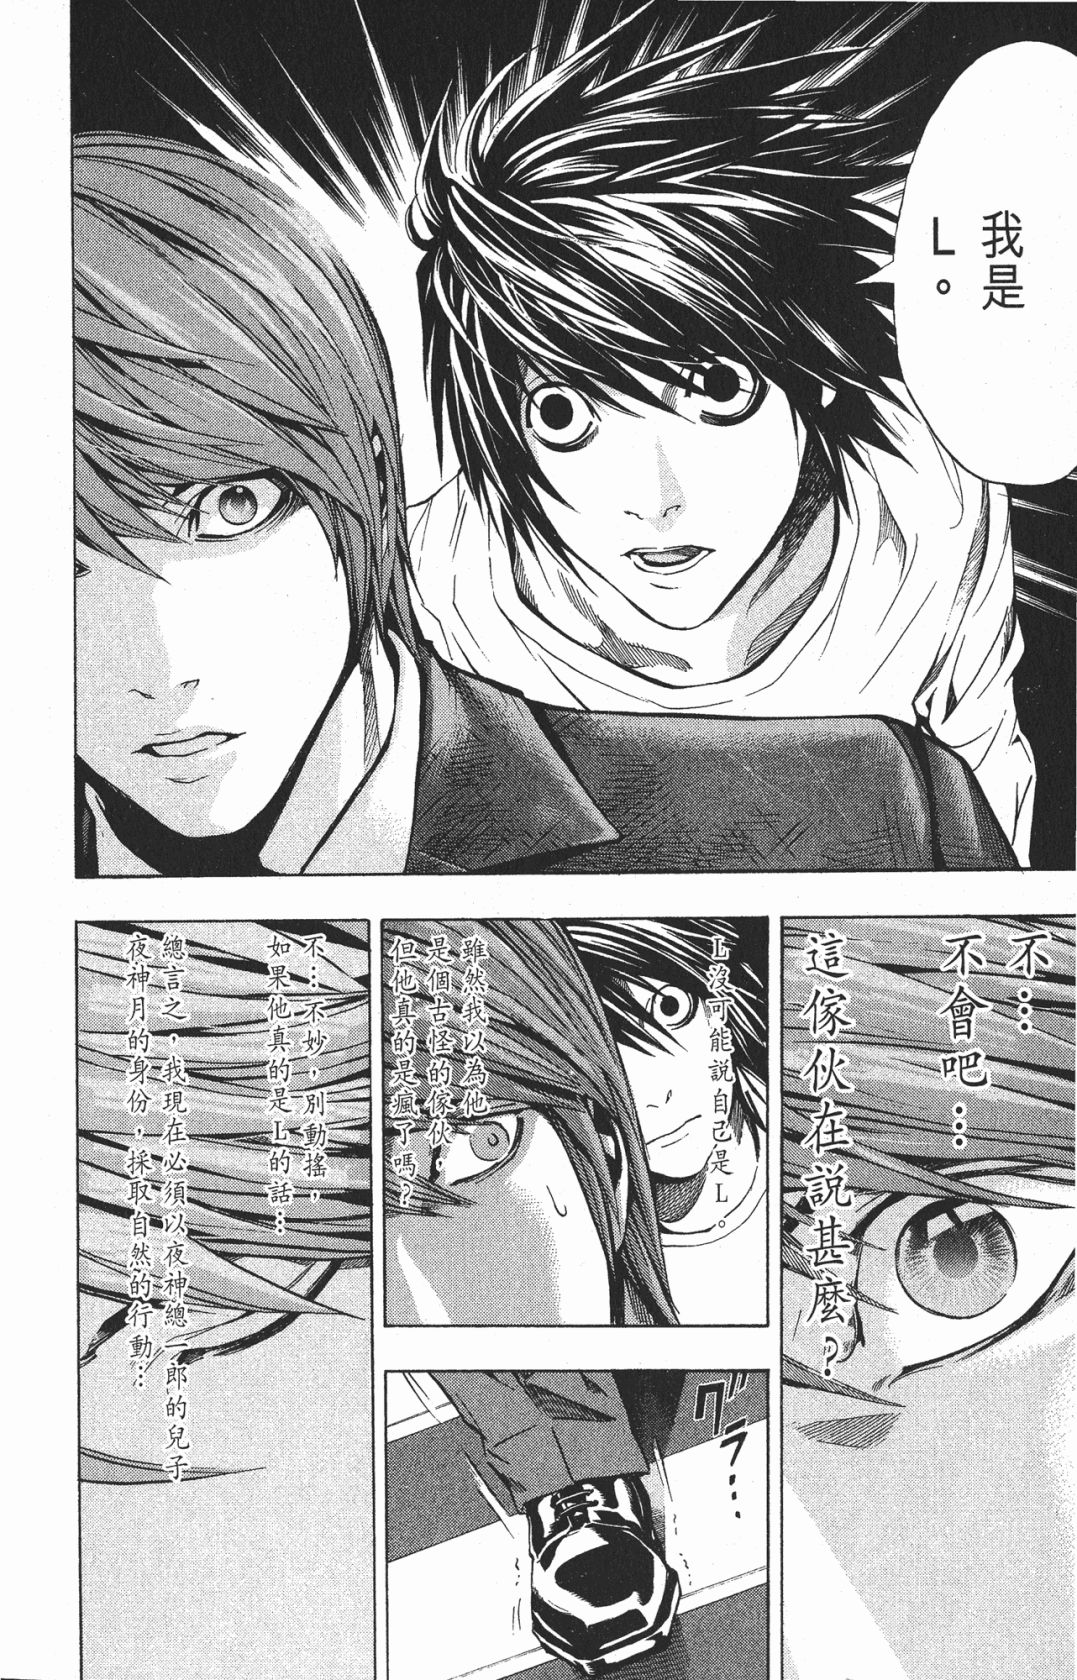 我是
L。
不⋯
不會吧⋯
這傢伙在說甚麼?
L沒可能說自己是L。
雖然我以為他
是個古怪的傢伙,
但他真的是瘋了嗎?
グラ⋯
不⋯不妙,別動搖,
如果他真的是L的話⋯
總言之,我現在必須以夜神總一郎的兒子
夜神月的身份,採取自然的行動⋯